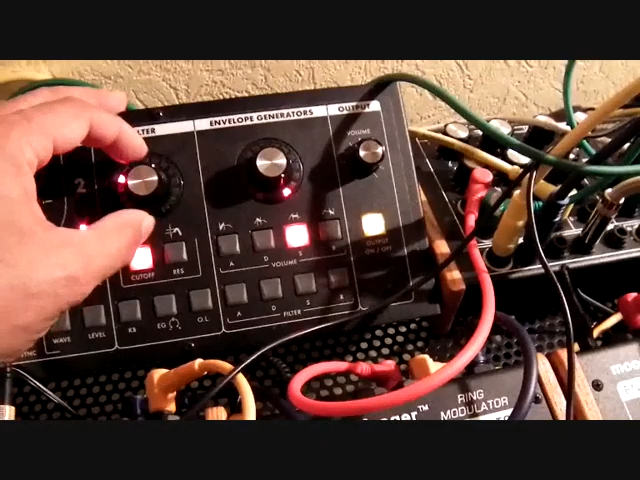 LTER
ENVELOPE GENERATORS
OUTPUT
VOLUME
2
CUTOFF
RES
A
D
S
R
VOLUME
OUTPUT
ON / OFF
SYNC
WAVE
LEVEL
KB
EG
O.L
A
D
S
R
FILTER
RING
MODULATOR
moo